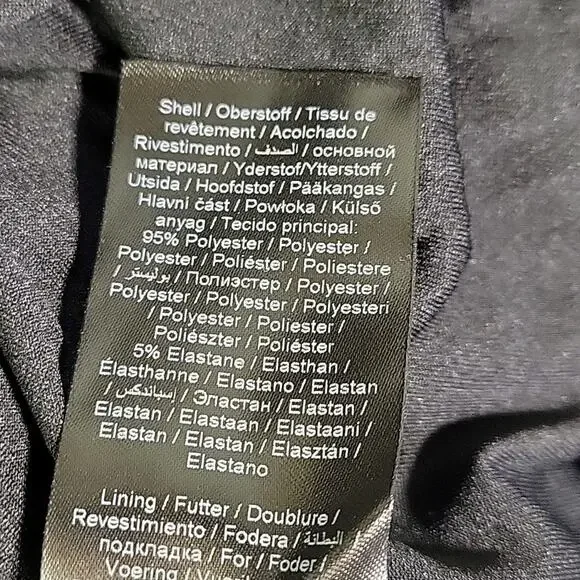 Shell / Oberstoff / Tissu de
revêtement / Acolchado /
Rivestimento / الصدف / основной
материал / Yderstof/Ytterstoff /
Utsida / Hoofdstof / Pääkangas /
Hlavní část / Powłoka / Külső
anyag / Tecido principal:
95% Polyester / Polyester /
Polyester / Poliéster / Poliestere
/ بوليستر / Полиэстер / Polyester /
Polyester / Polyester / Polyesteri
/ Polyester / Poliester /
Poliészter / Poliéster
5% Elastane / Elasthan /
Élasthanne / Elastano / Elastan
/ إسباندكس / Эластан / Elastan /
Elastan / Elastaan / Elastaani /
Elastan / Elastan / Elasztán /
Elastano
Lining / Futter / Doublure /
Revestimiento / Fodera / البطانة /
подкладка / For / Foder /
Voering /